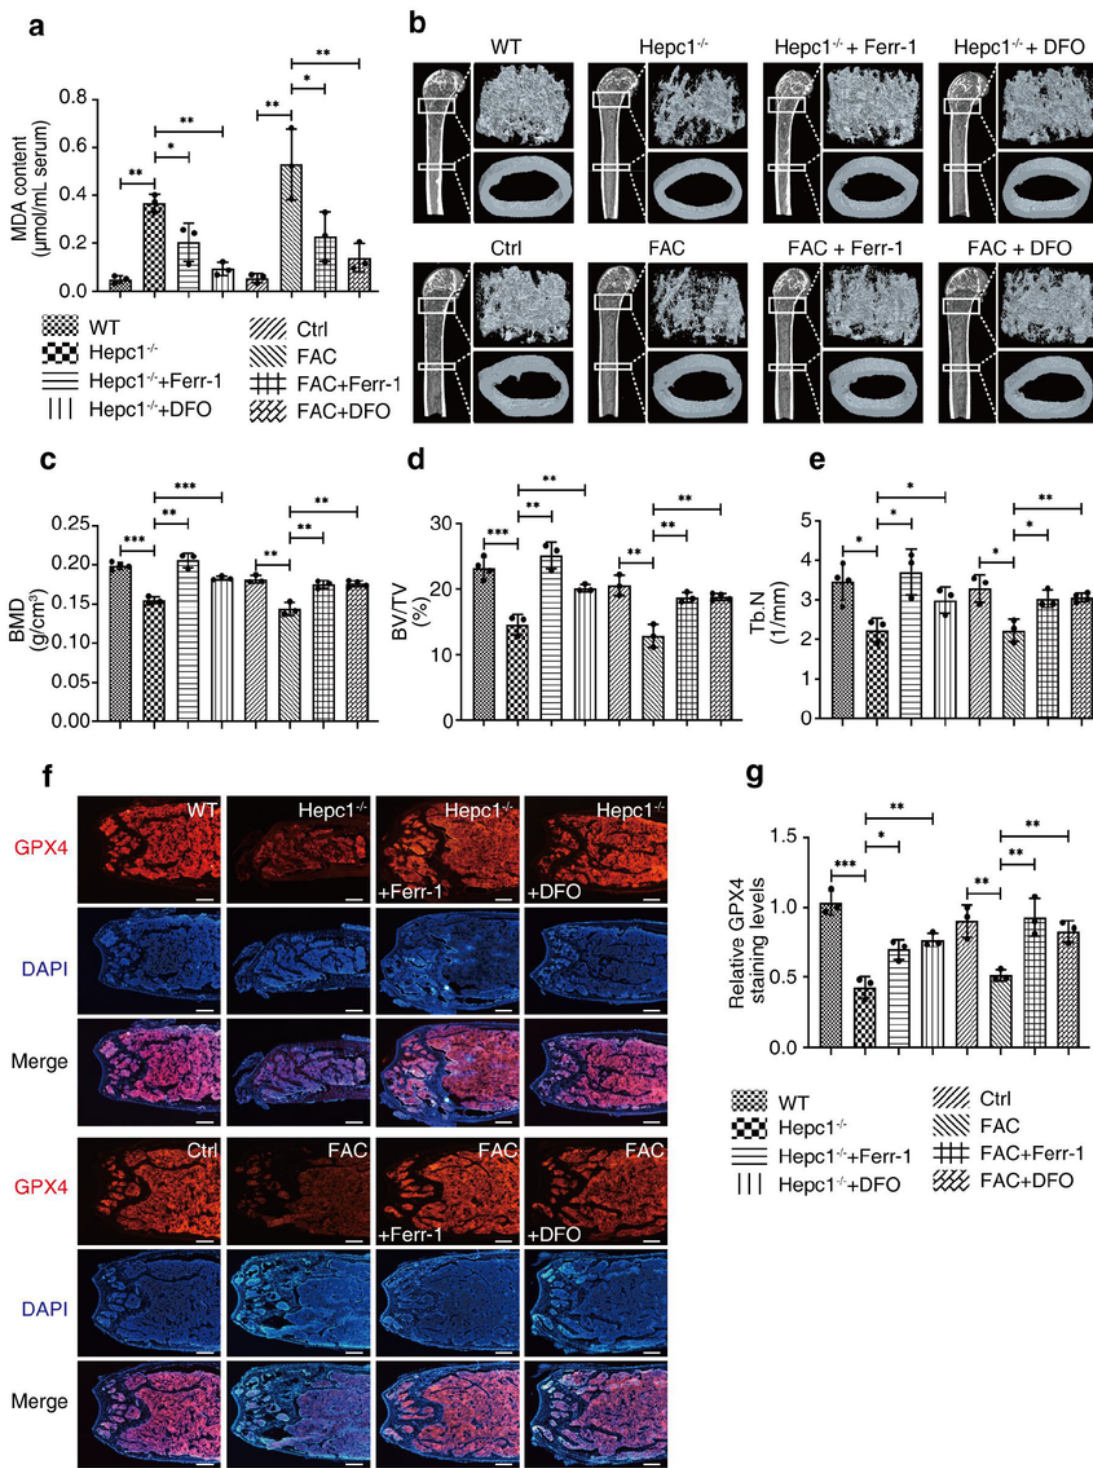 a
MDA content
(μmol/mL serum)
0.8
0.6
0.4
0.2
0.0
**
*
**
**
*
**
WT
Hepc1-/-
Hepc1-/-+Ferr-1
Hepc1-/-+DFO
Ctrl
FAC
FAC+Ferr-1
FAC+DFO
b
WT
Hepc1-/-
Hepc1-/- + Ferr-1
Hepc1-/- + DFO
Ctrl
FAC
FAC + Ferr-1
FAC + DFO
c
BMD
(g/cm³)
0.25
0.20
0.15
0.10
0.05
0.00
***
**
***
**
**
**
d
BV/TV
(%)
30
20
10
0
***
**
**
**
**
**
e
Tb.N
(1/mm)
5
4
3
2
1
0
*
*
*
*
*
**
f
WT
Hepc1-/-
Hepc1-/-
Hepc1-/-
GPX4
+Ferr-1
+DFO
DAPI
Merge
Ctrl
FAC
FAC
FAC
GPX4
+Ferr-1
+DFO
DAPI
Merge
g
Relative GPX4
staining levels
1.5
1.0
0.5
0.0
***
*
**
**
**
**
WT
Hepc1-/-
Hepc1-/-+Ferr-1
Hepc1-/-+DFO
Ctrl
FAC
FAC+Ferr-1
FAC+DFO